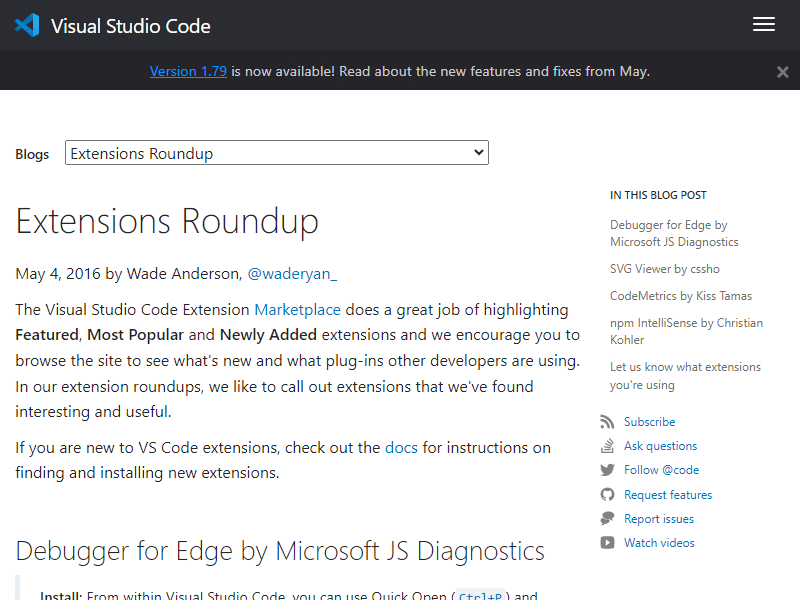 Visual Studio Code
Version 1.79 is now available! Read about the new features and fixes from May.
Blogs
Extensions Roundup
Extensions Roundup
May 4, 2016 by Wade Anderson, @waderyan_
The Visual Studio Code Extension Marketplace does a great job of highlighting
Featured, Most Popular and Newly Added extensions and we encourage you to
browse the site to see what's new and what plug-ins other developers are using.
In our extension roundups, we like to call out extensions that we've found
interesting and useful.
If you are new to VS Code extensions, check out the docs for instructions on
finding and installing new extensions.
Debugger for Edge by Microsoft JS Diagnostics
Install: From within Visual Studio Code, you can use Quick Open (Ctrl+P) and
IN THIS BLOG POST
Debugger for Edge by
Microsoft JS Diagnostics
SVG Viewer by cssho
CodeMetrics by Kiss Tamas
npm IntelliSense by Christian
Kohler
Let us know what extensions
you're using
Subscribe
Ask questions
Follow @code
Request features
Report issues
Watch videos